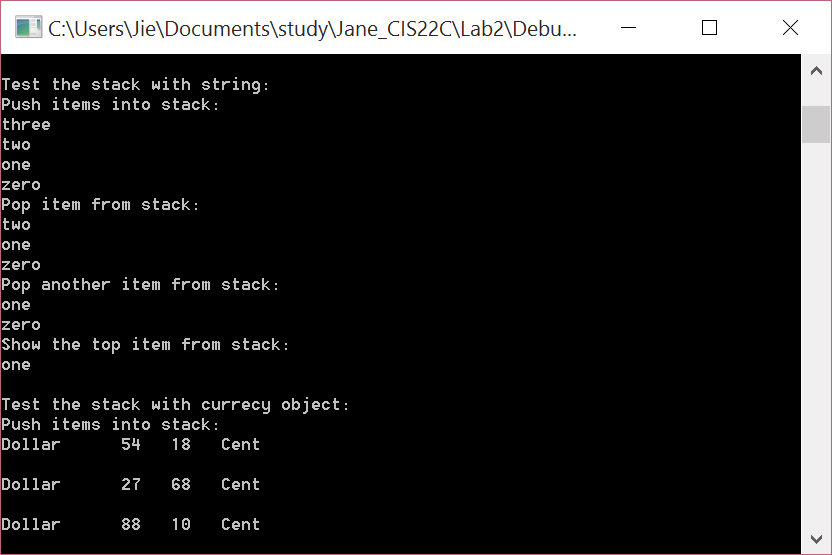 C:\Users\Jie\Documents\study\Jane_CIS22C\Lab2\Debu...
Test the stack with string:
Push items into stack:
three
two
one
zero
Pop item from stack:
two
one
zero
Pop another item from stack:
one
zero
Show the top item from stack:
one
Test the stack with currecy object:
Push items into stack:
Dollar 54 18 Cent
Dollar 27 68 Cent
Dollar 88 10 Cent